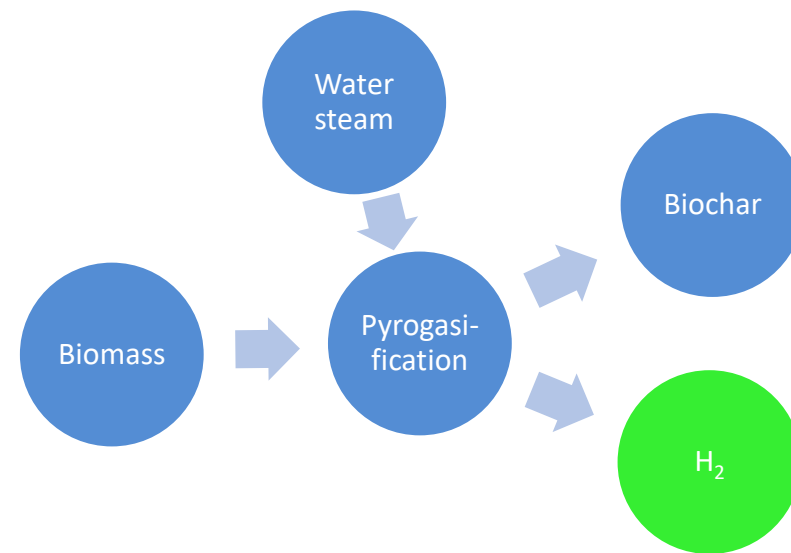 Water
steam
Biochar
Biomass
Pyrogasi-
fication
H₂